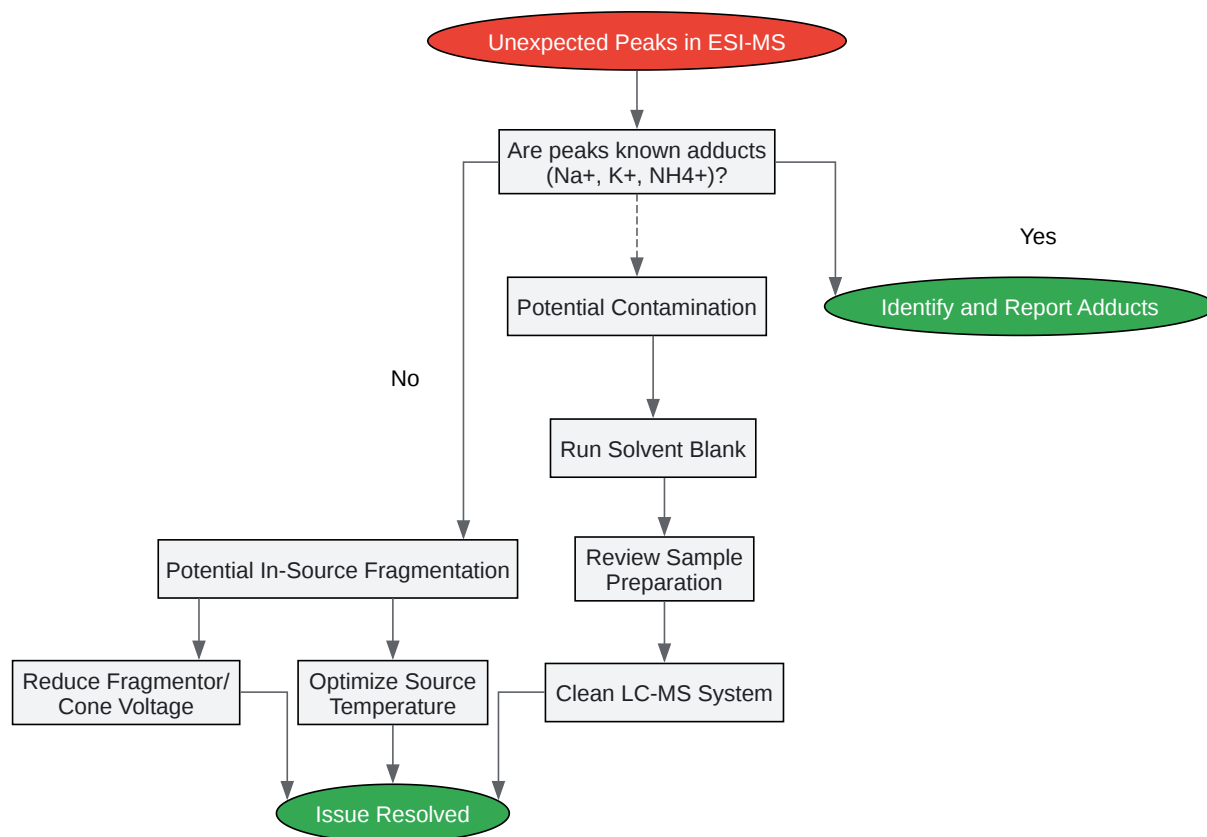 Unexpected Peaks in ESI-MS
Are peaks known adducts
(Na+, K+, NH4+)?
Yes
Potential Contamination
Identify and Report Adducts
No
Run Solvent Blank
Potential In-Source Fragmentation
Review Sample
Preparation
Reduce Fragmentor/
Cone Voltage
Optimize Source
Temperature
Clean LC-MS System
Issue Resolved